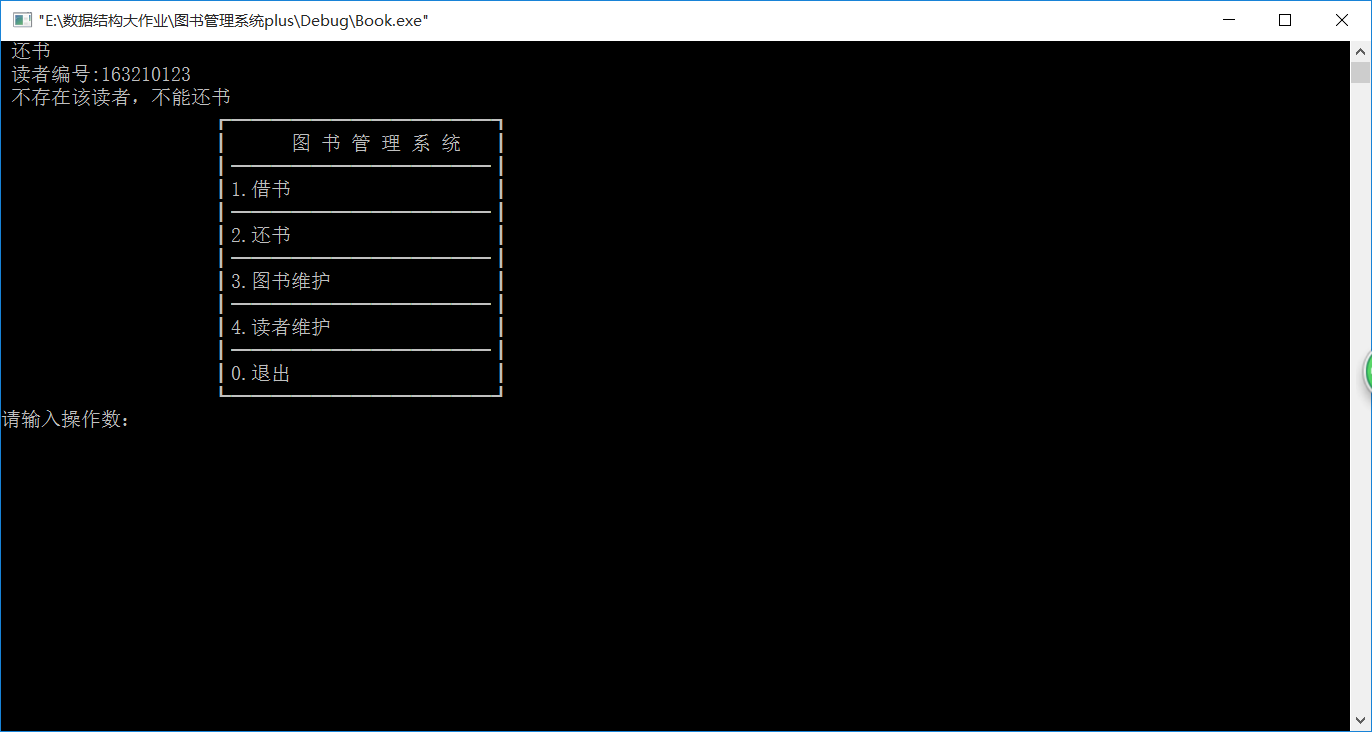 "E:\数据结构大作业\图书管理系统plus\Debug\Book.exe"
还书
读者编号:163210123
不存在该读者，不能还书
图 书 管 理 系 统
1.借书
2.还书
3.图书维护
4.读者维护
0.退出
请输入操作数：